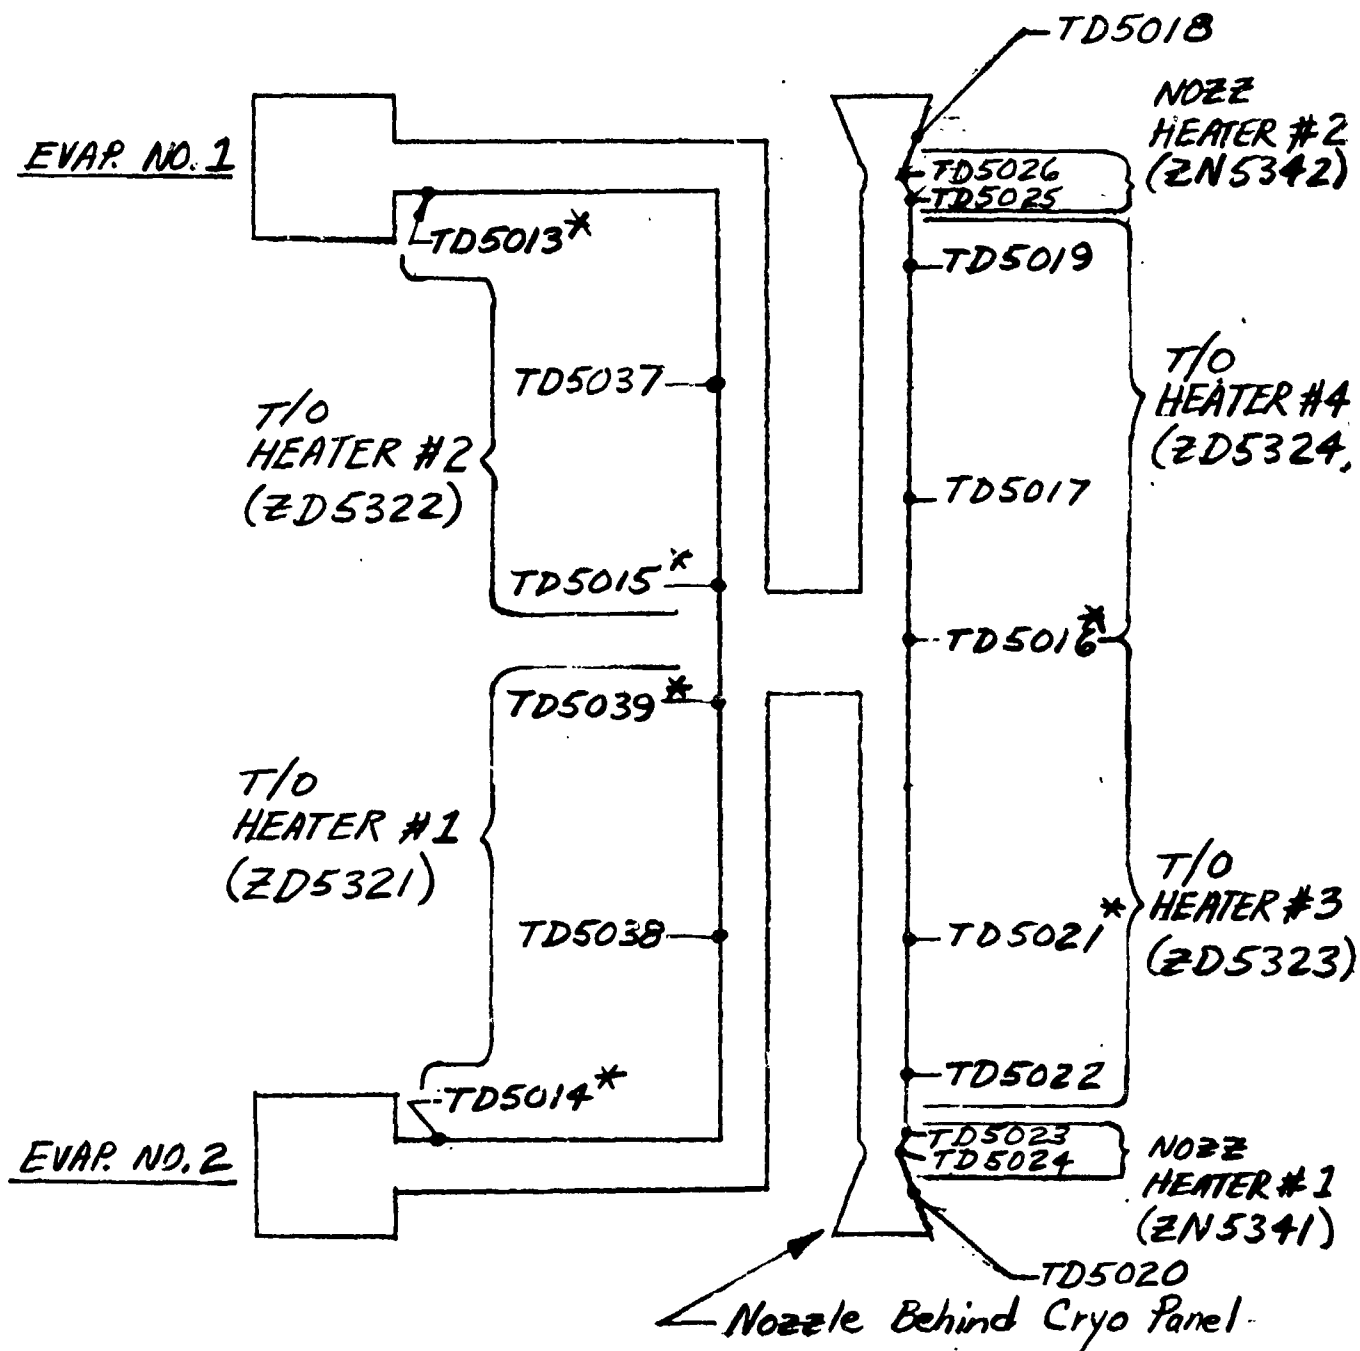 TD5018
NOZZ
HEATER #2
(ZN5342)
EVAP. NO. 1
TD5026
TD5025
TD5013*
TD5019
TD5037
T/O
HEATER #2
(ZD5322)
T/O
HEATER #4
(ZD5324,
TD5017
TD5015*
TD5016*
TD5039*
T/O
HEATER #1
(ZD5321)
T/O
HEATER #3
(ZD5323)
TD5038
TD5021*
TD5022
TD5014*
TD5023
TD5024
EVAP. NO. 2
NOZZ
HEATER #1
(ZN5341)
TD5020
Nozzle Behind Cryo Panel